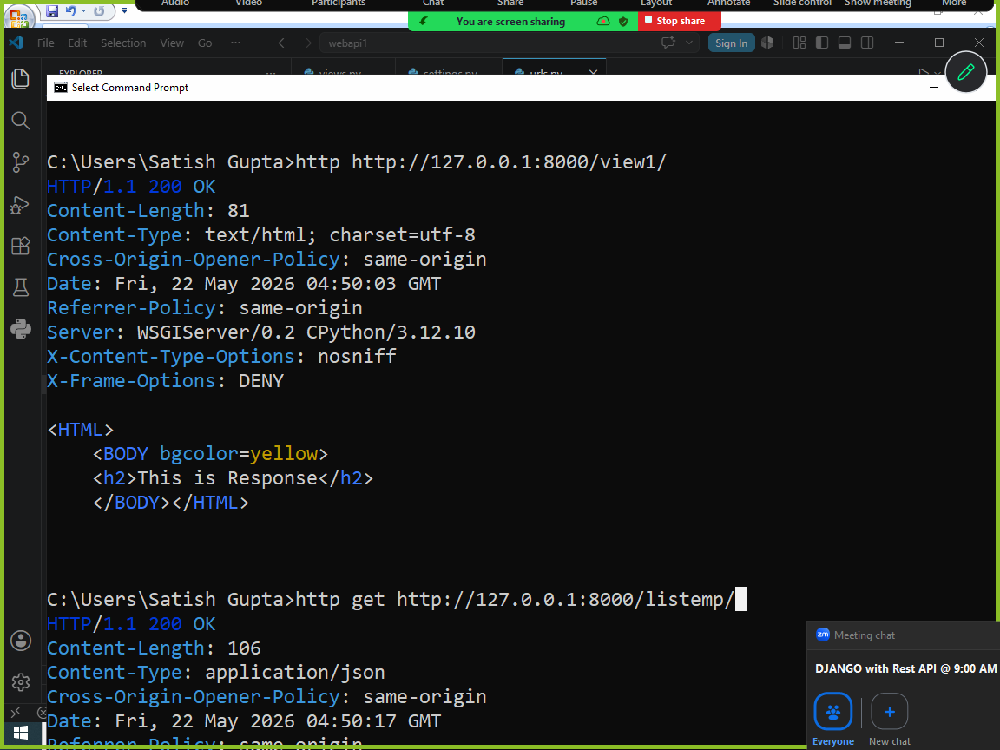 Audio Video Participants Chat Share Pause Layout Annotate Slide control Show meeting More
You are screen sharing Stop share
File Edit Selection View Go ··· webapi1 Sign In
EXPLORER views.py settings.py urls.py
Select Command Prompt
C:\Users\Satish Gupta>http http://127.0.0.1:8000/view1/
HTTP/1.1 200 OK
Content-Length: 81
Content-Type: text/html; charset=utf-8
Cross-Origin-Opener-Policy: same-origin
Date: Fri, 22 May 2026 04:50:03 GMT
Referrer-Policy: same-origin
Server: WSGIServer/0.2 CPython/3.12.10
X-Content-Type-Options: nosniff
X-Frame-Options: DENY
<HTML>
<BODY bgcolor=yellow>
<h2>This is Response</h2>
</BODY></HTML>
C:\Users\Satish Gupta>http get http://127.0.0.1:8000/listemp/
HTTP/1.1 200 OK
Content-Length: 106
Content-Type: application/json
Cross-Origin-Opener-Policy: same-origin
Date: Fri, 22 May 2026 04:50:17 GMT
Referrer-Policy: same-origin
zm Meeting chat
DJANGO with Rest API @ 9:00 AM
Everyone New chat